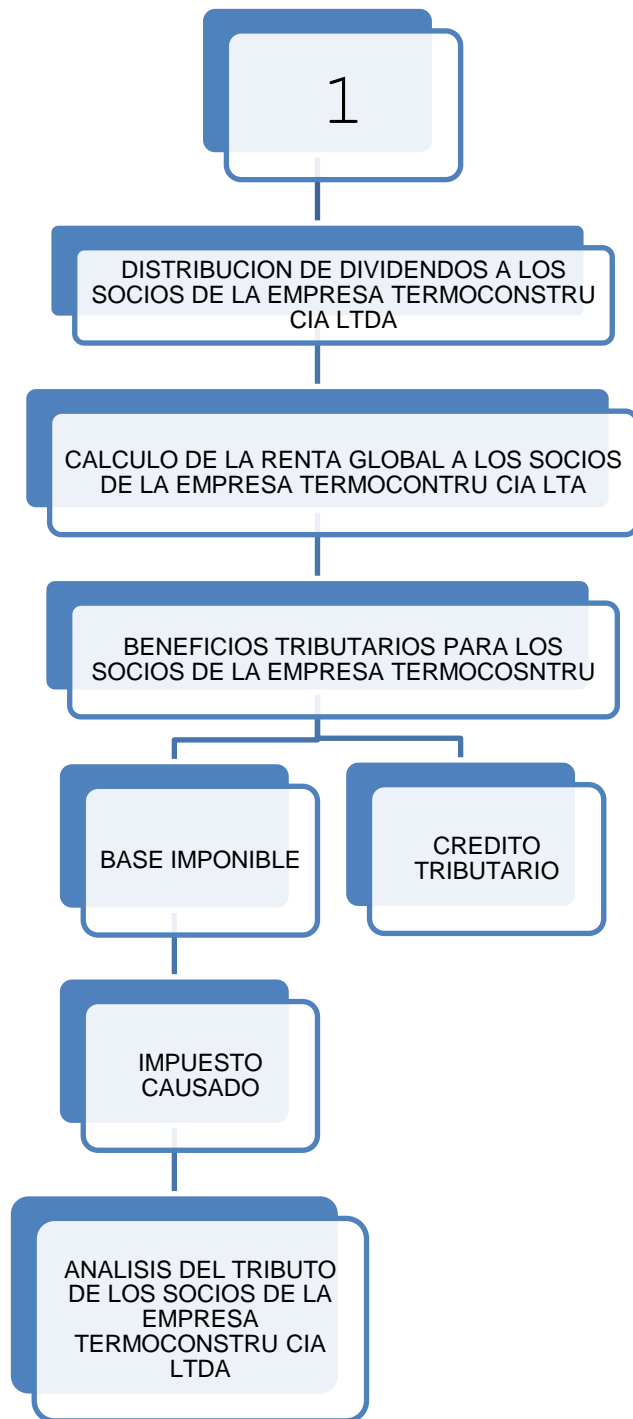 1
DISTRIBUCION DE DIVIDENDOS A LOS
SOCIOS DE LA EMPRESA TERMOCONSTRU
CIA LTDA
CALCULO DE LA RENTA GLOBAL A LOS SOCIOS
DE LA EMPRESA TERMOCONTRU CIA LTA
BENEFICIOS TRIBUTARIOS PARA LOS
SOCIOS DE LA EMPRESA TERMOCOSNTRU
BASE IMPONIBLE
CREDITO
TRIBUTARIO
IMPUESTO
CAUSADO
ANALISIS DEL TRIBUTO
DE LOS SOCIOS DE LA
EMPRESA
TERMOCONSTRU CIA
LTDA